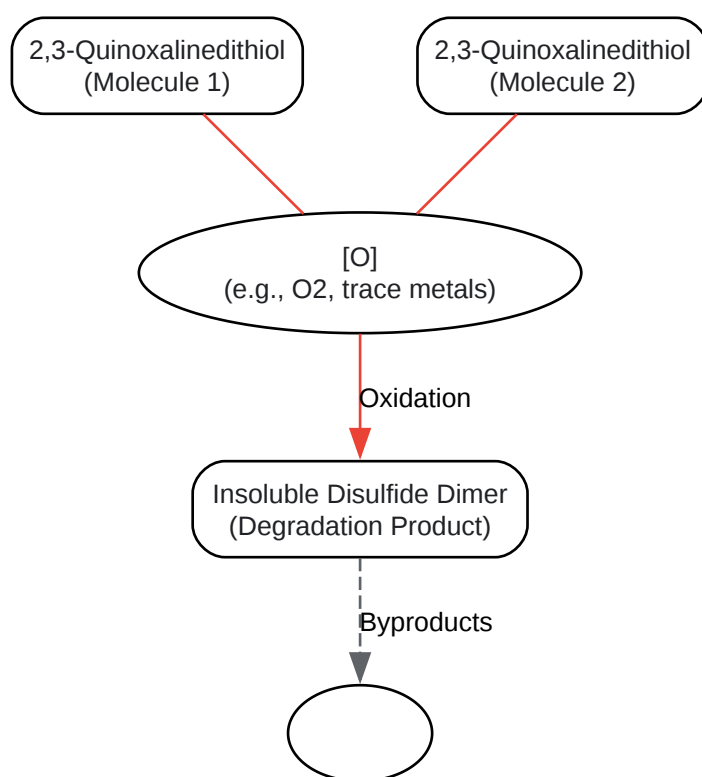 2,3-Quinoxalinedithiol
(Molecule 1)
2,3-Quinoxalinedithiol
(Molecule 2)
[O]
(e.g., O2, trace metals)
Oxidation
Insoluble Disulfide Dimer
(Degradation Product)
Byproducts